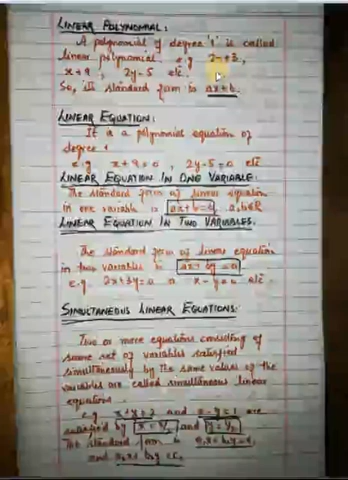 LINEAR POLYNOMIAL:
A polynomial of degree '1' is called
linear polynomial. e.g 2x+3,
x+9, 2y-5 etc.
So, its standard form is ax+b.
LINEAR EQUATION:
It is a polynomial equation of
degree 1
e.g x+9=0, 2y-5=0 etc
LINEAR EQUATION IN ONE VARIABLE:
The standard form of linear equation
in one variable is ax+b=0, a,b∈R
LINEAR EQUATION IN TWO VARIABLES:
The standard form of linear equation
in two variables is
e.g. 2x+3y=0 x-y=0 etc.
SIMULTANEOUS LINEAR EQUATIONS:
Two or more equations consisting of
same set of variables satisfied
simultaneously by the same values of the
variables are called simultaneous linear
equations.
e.g. and x-y=1 are
satisfied by and
The standard form is
and